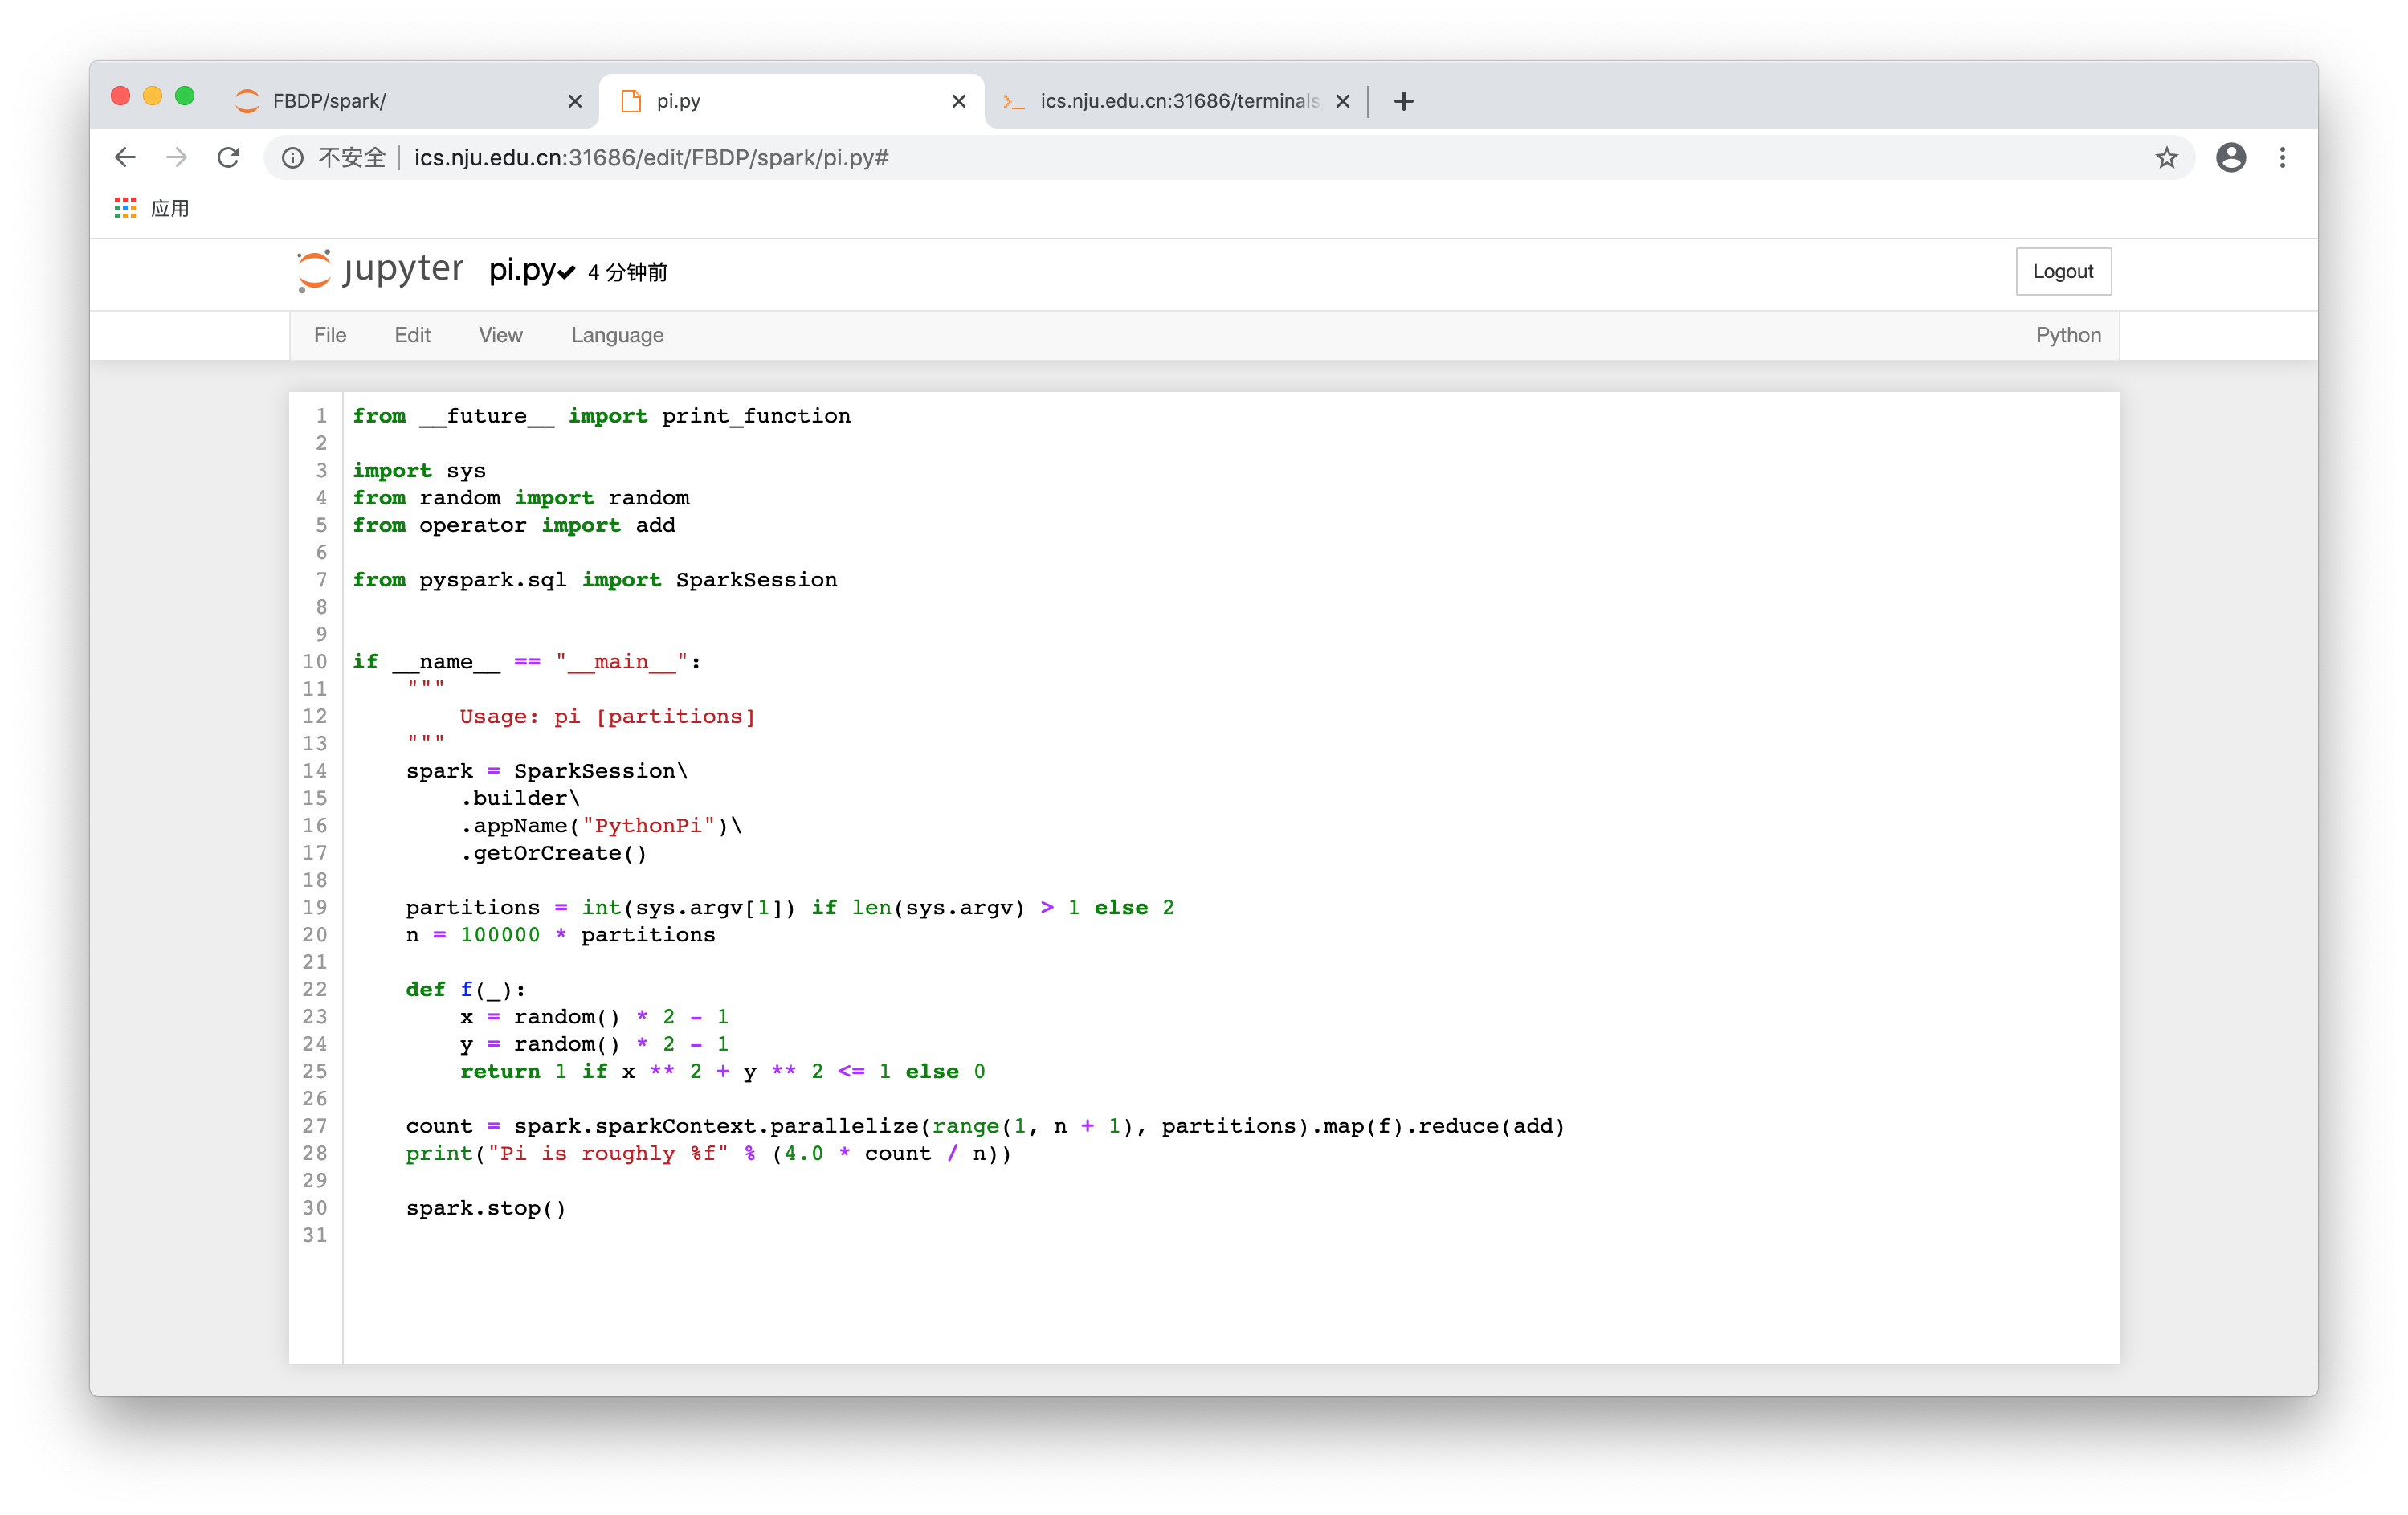 FBDP/spark/
pi.py
ics.nju.edu.cn:31686/terminals
不安全
ics.nju.edu.cn:31686/edit/FBDP/spark/pi.py#
应用
jupyter pi.py 4 分钟前
Logout
File Edit View Language Python
1 from __future__ import print_function
2
3 import sys
4 from random import random
5 from operator import add
6
7 from pyspark.sql import SparkSession
8
9
10 if __name__ == "__main__":
11     """
12         Usage: pi [partitions]
13     """
14     spark = SparkSession\
15         .builder\
16         .appName("PythonPi")\
17         .getOrCreate()
18
19     partitions = int(sys.argv[1]) if len(sys.argv) > 1 else 2
20     n = 100000 * partitions
21
22     def f(_):
23         x = random() * 2 - 1
24         y = random() * 2 - 1
25         return 1 if x ** 2 + y ** 2 <= 1 else 0
26
27     count = spark.sparkContext.parallelize(range(1, n + 1), partitions).map(f).reduce(add)
28     print("Pi is roughly %f" % (4.0 * count / n))
29
30     spark.stop()
31